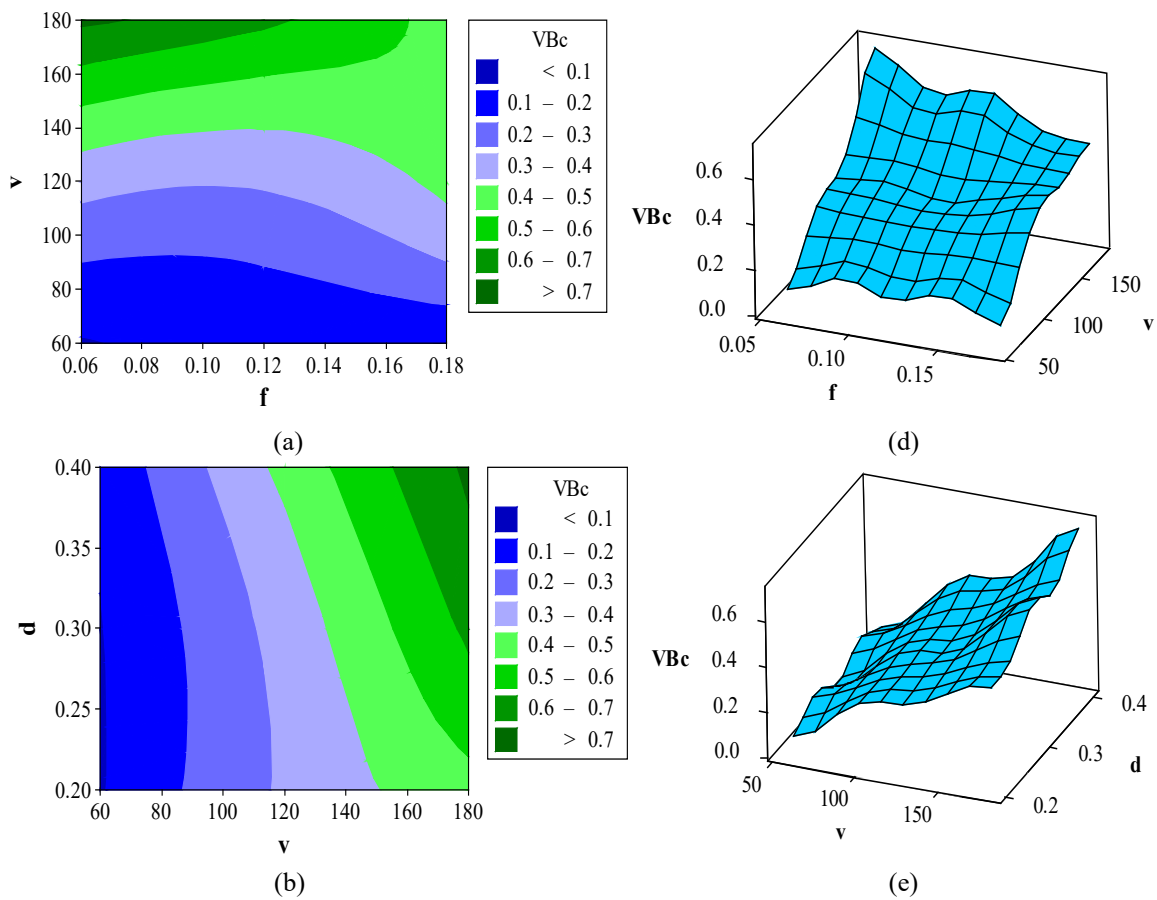 180
160
140
120
100
80
60
v
0.06 0.08 0.10 0.12 0.14 0.16 0.18
f
VBc
< 0.1
0.1 – 0.2
0.2 – 0.3
0.3 – 0.4
0.4 – 0.5
0.5 – 0.6
0.6 – 0.7
> 0.7
(a)
VBc
0.6
0.4
0.2
0.0
0.05
0.10
0.15
f
50
100
150
v
(d)
0.40
0.35
0.30
0.25
0.20
d
60 80 100 120 140 160 180
v
VBc
< 0.1
0.1 – 0.2
0.2 – 0.3
0.3 – 0.4
0.4 – 0.5
0.5 – 0.6
0.6 – 0.7
> 0.7
(b)
VBc
0.6
0.4
0.2
0.0
50
100
150
v
0.2
0.3
0.4
d
(e)